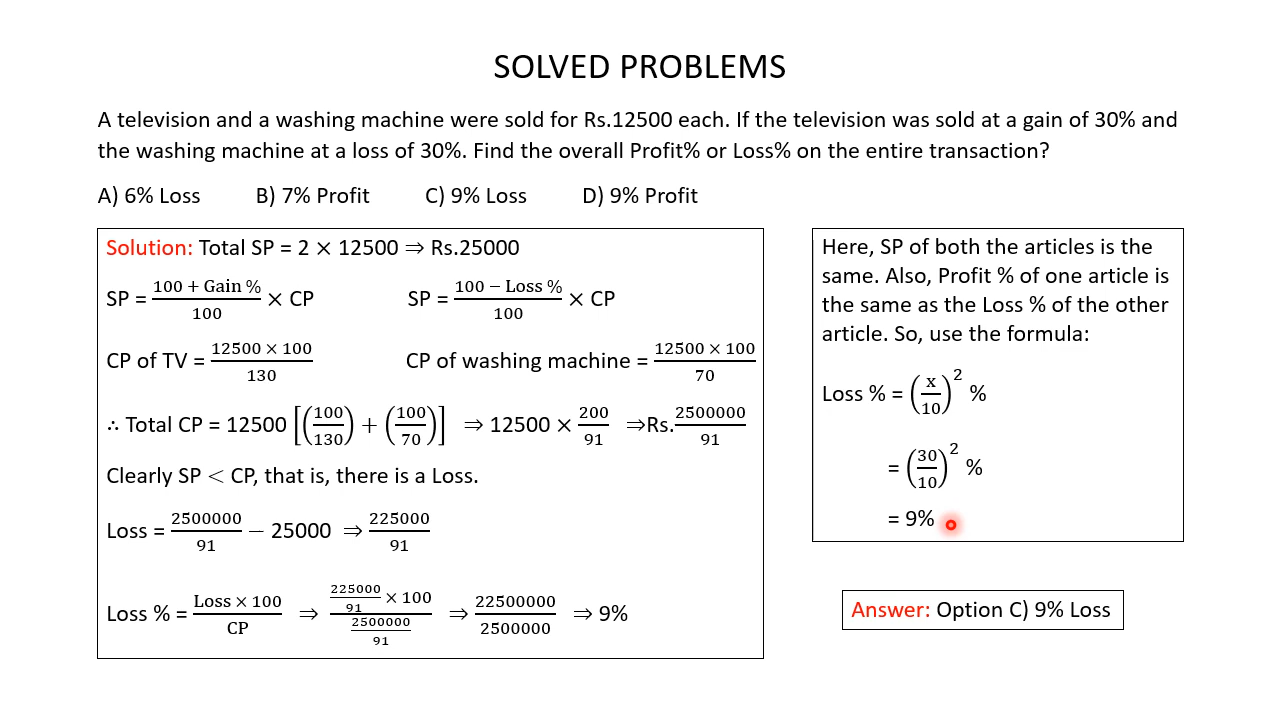 SOLVED PROBLEMS
A television and a washing machine were sold for Rs.12500 each. If the television was sold at a gain of 30% and
the washing machine at a loss of 30%. Find the overall Profit% or Loss% on the entire transaction?
A) 6% Loss B) 7% Profit C) 9% Loss D) 9% Profit
Solution: Total SP = 2 × 12500 ⇒ Rs.25000
SP = (100 + Gain %)/100 × CP SP = (100 − Loss %)/100 × CP
CP of TV = (12500 × 100)/130 CP of washing machine = (12500 × 100)/70
∴ Total CP = 12500 [(100/130) + (100/70)] ⇒ 12500 × 200/91 ⇒Rs. 2500000/91
Clearly SP < CP, that is, there is a Loss.
Loss = 2500000/91 − 25000 ⇒ 225000/91
Loss % = (Loss × 100)/CP ⇒ (225000/91 × 100)/(2500000/91) ⇒ 22500000/2500000 ⇒ 9%
Here, SP of both the articles is the
same. Also, Profit % of one article is
the same as the Loss % of the other
article. So, use the formula:
Loss % = (x/10)² %
= (30/10)² %
= 9%
Answer: Option C) 9% Loss